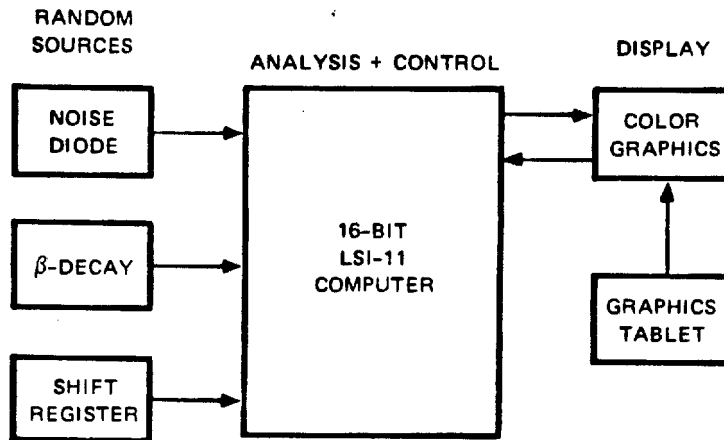 RANDOM
SOURCES
ANALYSIS + CONTROL
DISPLAY
NOISE
DIODE
β-DECAY
SHIFT
REGISTER
16-BIT
LSI-11
COMPUTER
COLOR
GRAPHICS
GRAPHICS
TABLET